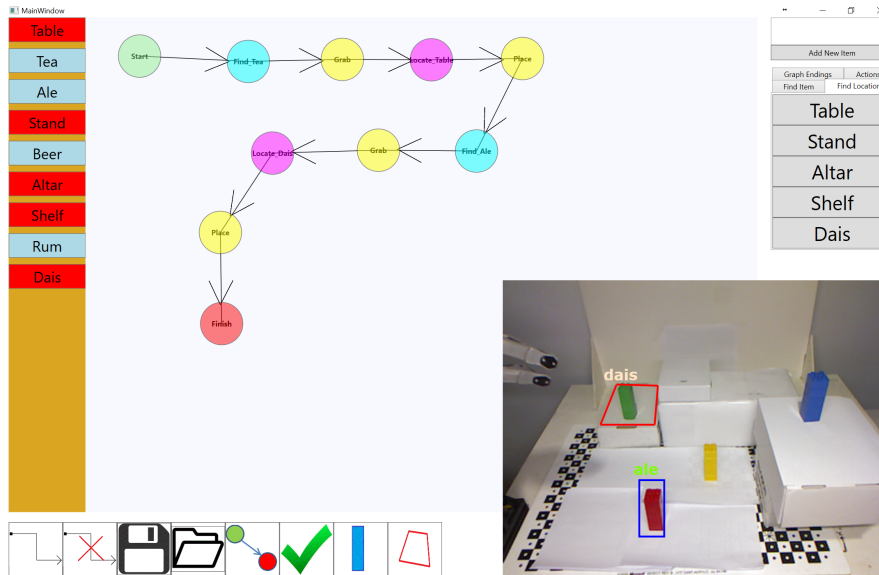 MainWindow
Table
Tea
Ale
Stand
Beer
Altar
Shelf
Rum
Dais
Start
Find_Tea
Grab
Locate_Table
Place
Find_Ale
Grab
Locate_Dais
Place
Finish
Add New Item
Graph Endings
Actions
Find Item
Find Location
Table
Stand
Altar
Shelf
Dais
dais
ale